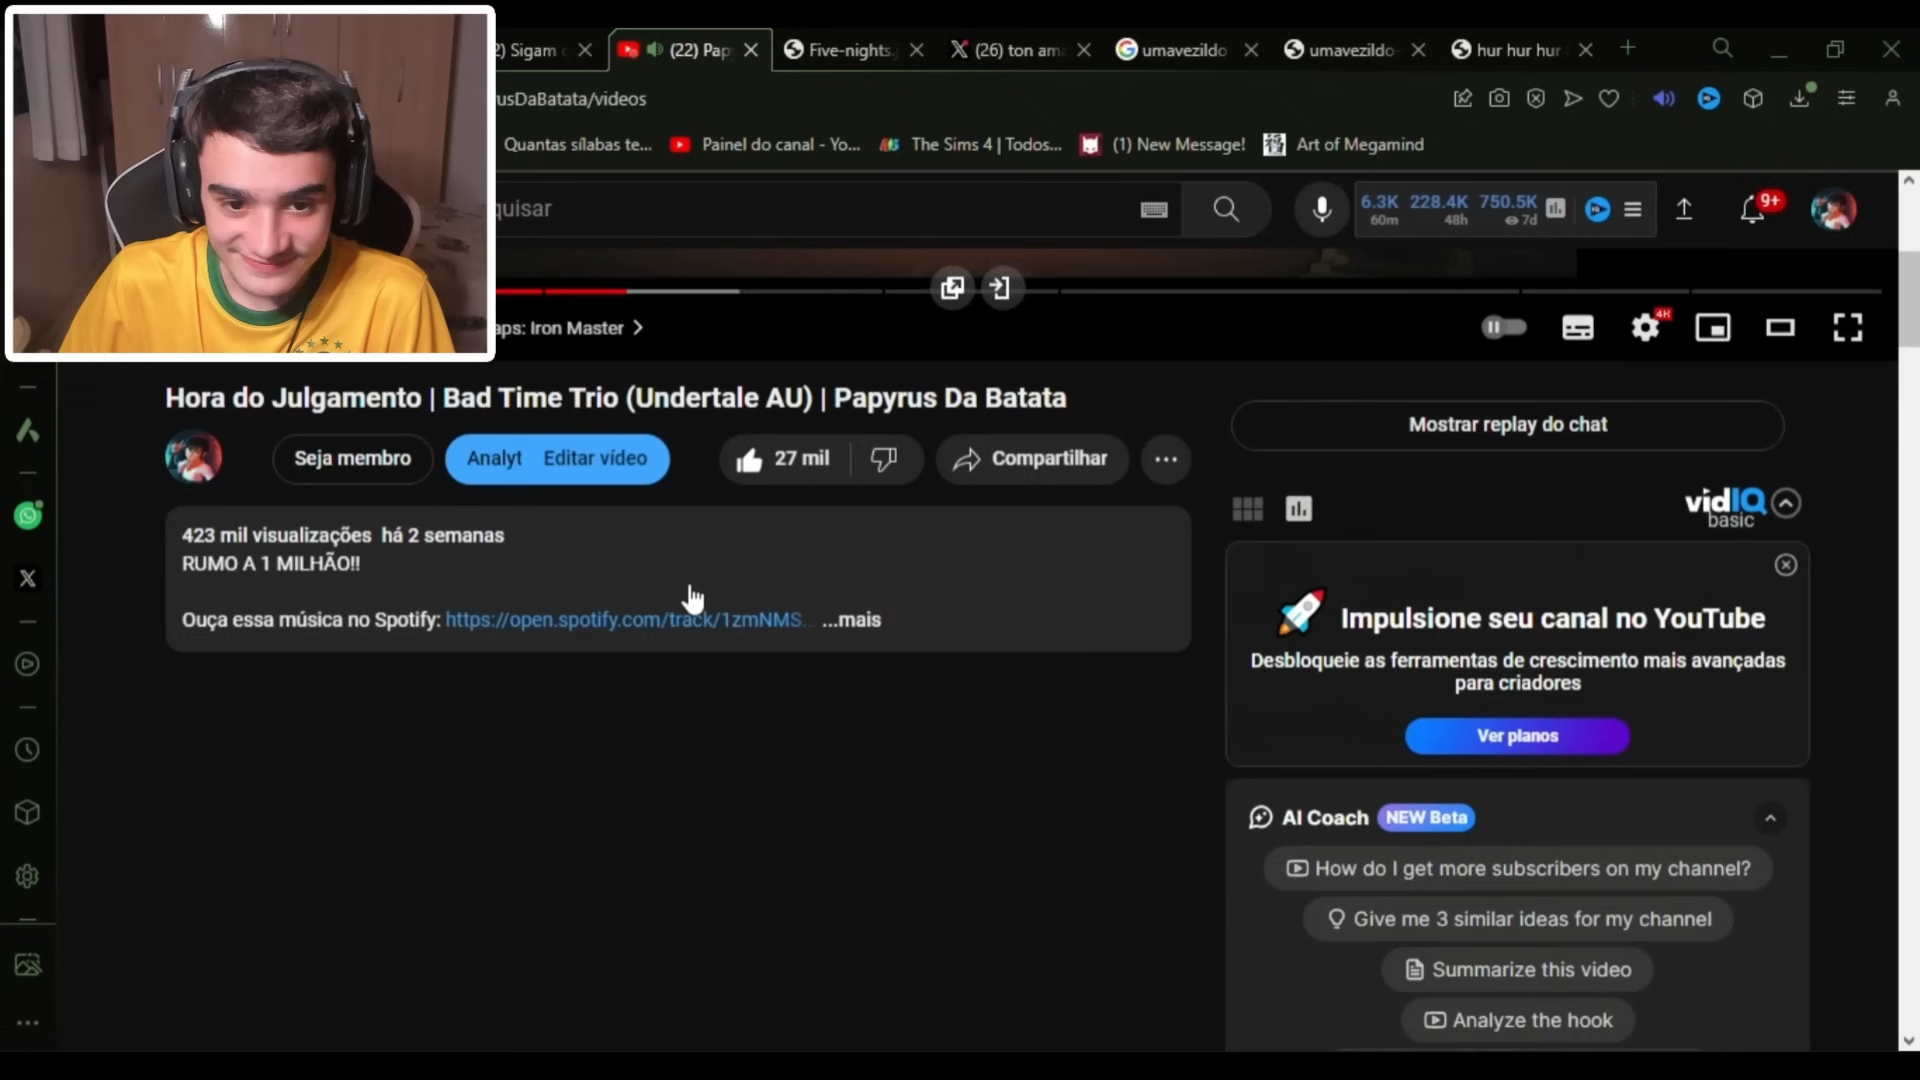 ) Sigam
(22) Pap
Five-nights.
(26) ton am
umavezildo
umavezildo
hur hur hur
usDaBatata/videos
Quantas sílabas te...
Painel do canal - Yo...
The Sims 4 | Todos...
(1) New Message!
Art of Megamind
quisar
6.3K 228.4K 750.5K
60m 48h 7d
9+
aps: Iron Master
4K
Hora do Julgamento | Bad Time Trio (Undertale AU) | Papyrus Da Batata
Seja membro
Analyt
Editar vídeo
27 mil
Compartilhar
423 mil visualizações há 2 semanas
RUMO A 1 MILHÃO!!
Ouça essa música no Spotify: https://open.spotify.com/track/1zmNMS... ...mais
Mostrar replay do chat
vidIQ
basic
Impulsione seu canal no YouTube
Desbloqueie as ferramentas de crescimento mais avançadas
para criadores
Ver planos
AI Coach NEW Beta
How do I get more subscribers on my channel?
Give me 3 similar ideas for my channel
Summarize this video
Analyze the hook